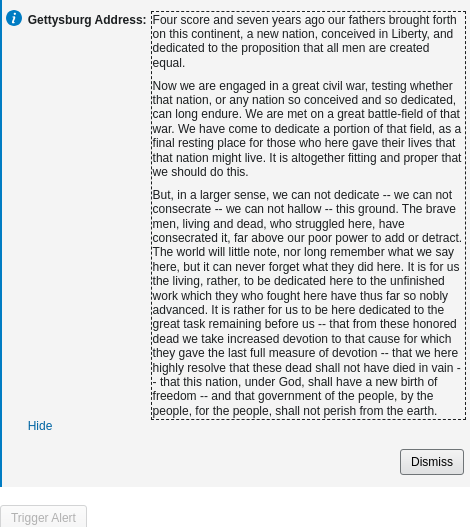 Gettysburg Address: Four score and seven years ago our fathers brought forth
on this continent, a new nation, conceived in Liberty, and
dedicated to the proposition that all men are created
equal.
Now we are engaged in a great civil war, testing whether
that nation, or any nation so conceived and so dedicated,
can long endure. We are met on a great battle-field of that
war. We have come to dedicate a portion of that field, as a
final resting place for those who here gave their lives that
that nation might live. It is altogether fitting and proper that
we should do this.
But, in a larger sense, we can not dedicate -- we can not
consecrate -- we can not hallow -- this ground. The brave
men, living and dead, who struggled here, have
consecrated it, far above our poor power to add or detract.
The world will little note, nor long remember what we say
here, but it can never forget what they did here. It is for us
the living, rather, to be dedicated here to the unfinished
work which they who fought here have thus far so nobly
advanced. It is rather for us to be here dedicated to the
great task remaining before us -- that from these honored
dead we take increased devotion to that cause for which
they gave the last full measure of devotion -- that we here
highly resolve that these dead shall not have died in vain -
- that this nation, under God, shall have a new birth of
freedom -- and that government of the people, by the
people, for the people, shall not perish from the earth.
Hide
Dismiss
Trigger Alert